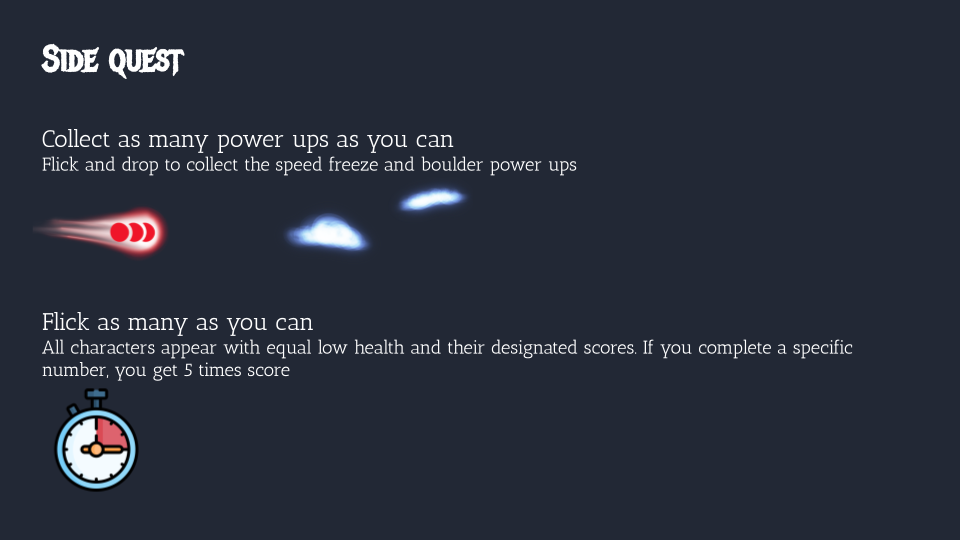 Side quest
Collect as many power ups as you can
Flick and drop to collect the speed freeze and boulder power ups
Flick as many as you can
All characters appear with equal low health and their designated scores. If you complete a specific
number, you get 5 times score